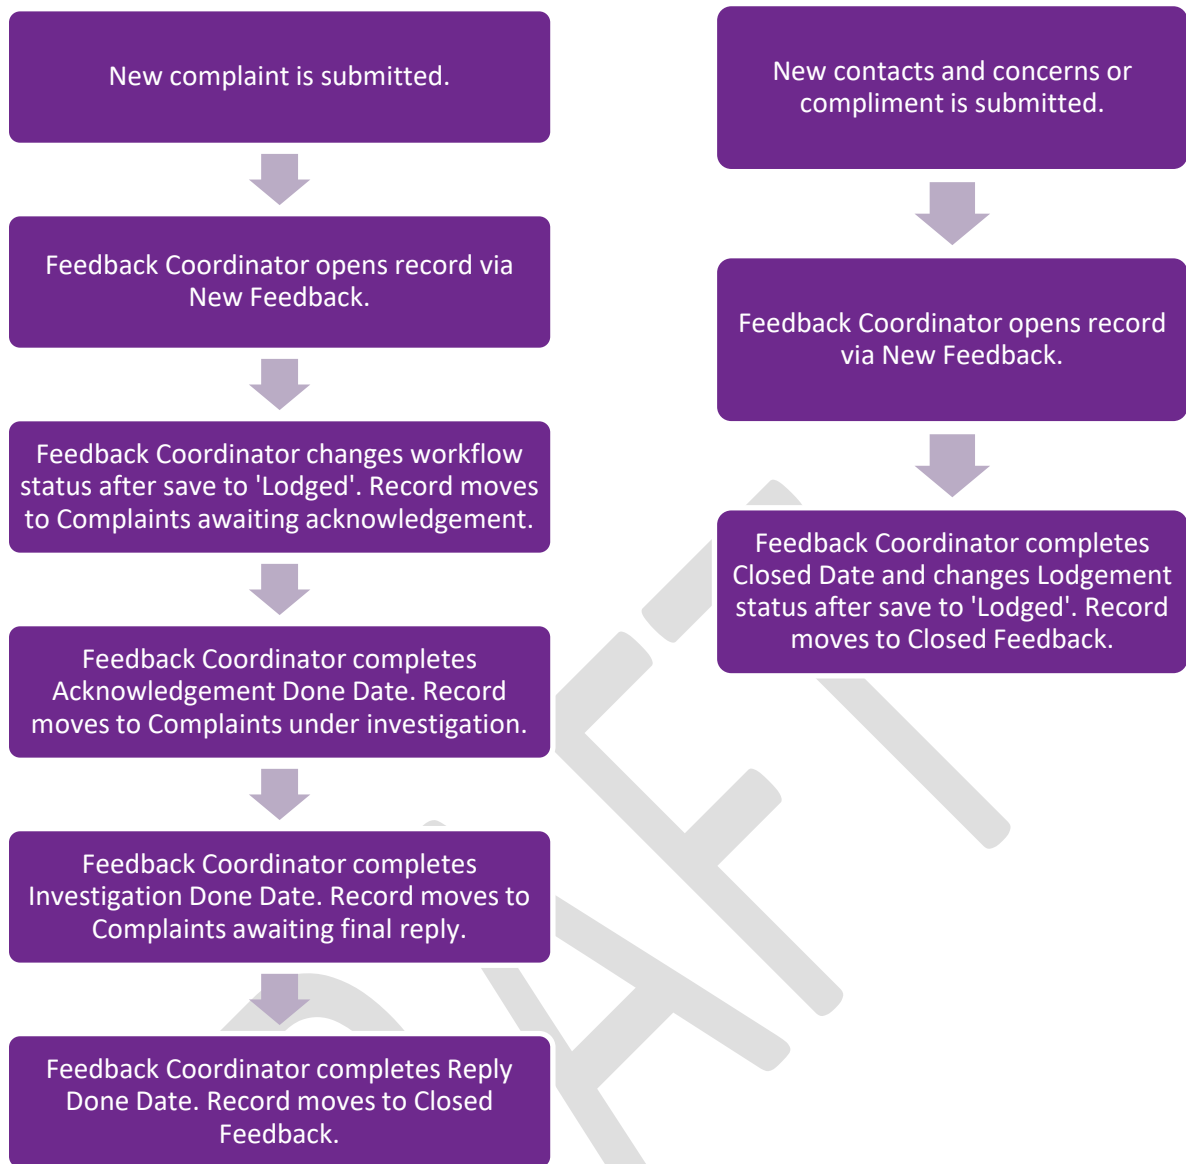 New complaint is submitted.
Feedback Coordinator opens record via
New Feedback.
Feedback Coordinator changes workflow
status after save to 'Lodged'. Record moves
to Complaints awaiting acknowledgement.
Feedback Coordinator completes
Acknowledgement Done Date. Record
moves to Complaints under investigation.
Feedback Coordinator completes
Investigation Done Date. Record moves to
Complaints awaiting final reply.
Feedback Coordinator completes Reply
Done Date. Record moves to Closed
Feedback.
New contacts and concerns or
compliment is submitted.
Feedback Coordinator opens record
via New Feedback.
Feedback Coordinator completes
Closed Date and changes Lodgement
status after save to 'Lodged'. Record
moves to Closed Feedback.
DRAFT